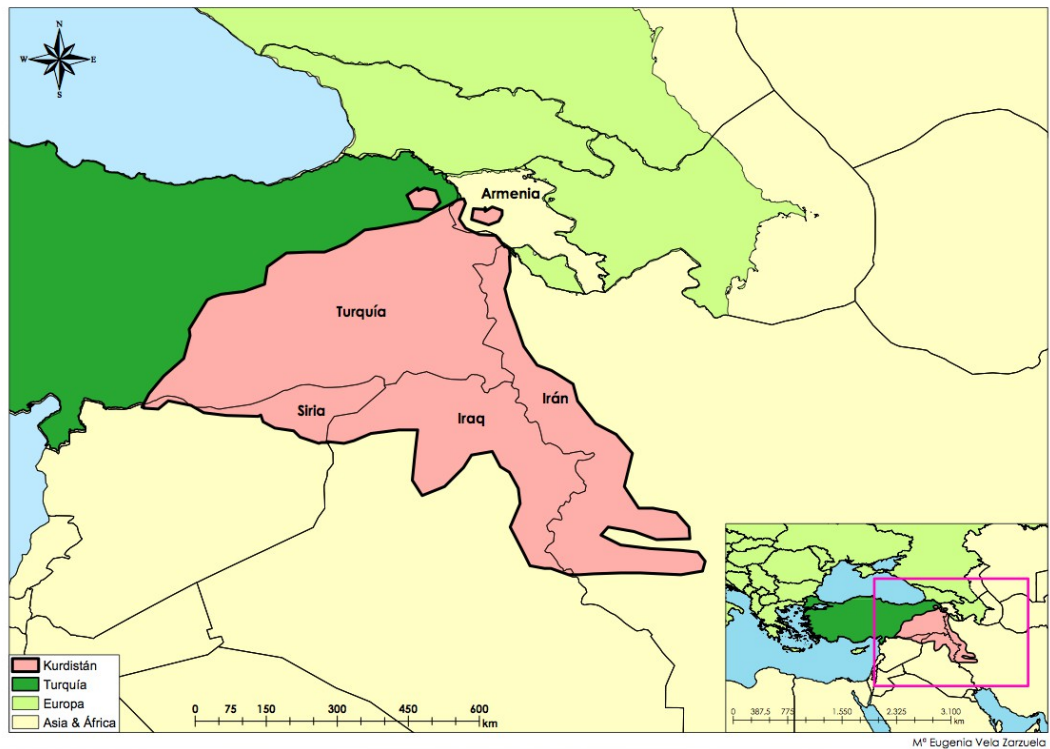 N
W E
S
Armenia
Turquía
Irán
Siria
Iraq
Kurdistán
Turquía
Europa
Asia & África
0 75 150 300 450 600
km
0 387,5 775 1.550 2.325 3.100
km
Mª Eugenia Veia Zarzuela